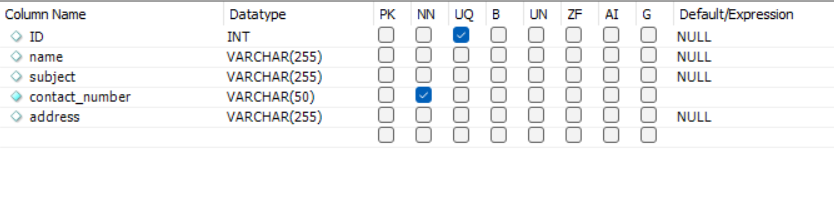 Column Name Datatype PK NN UQ B UN ZF AI G Default/Expression
ID INT NULL
name VARCHAR(255) NULL
subject VARCHAR(255) NULL
contact_number VARCHAR(50)
address VARCHAR(255) NULL